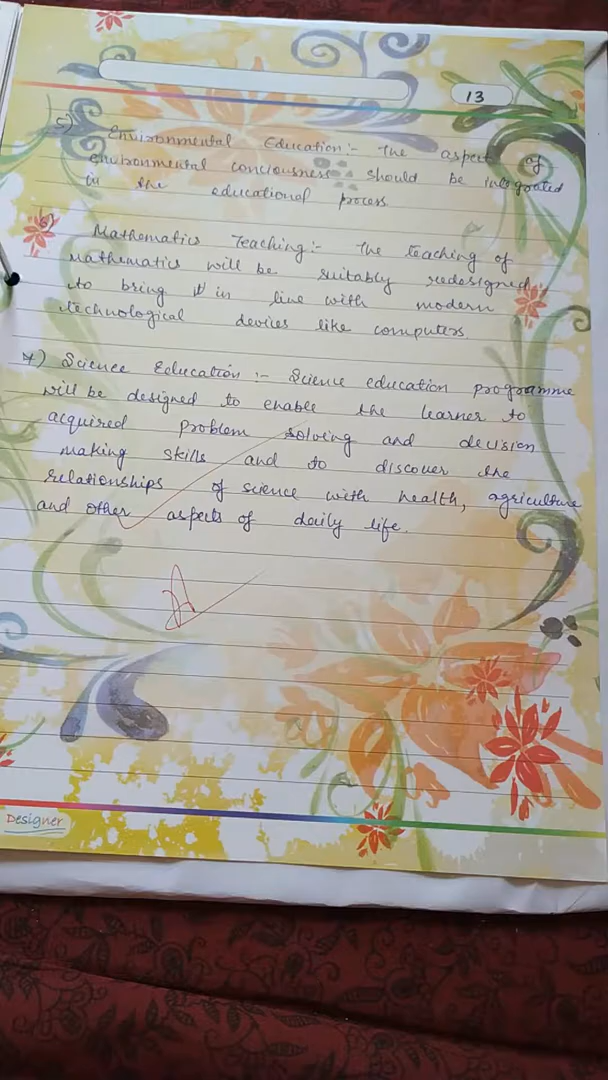 13
5) Environmental Education:- the aspect of
environmental conciousness should be integrated
in the educational process
6) Mathematics Teaching:- the teaching of
mathematics will be suitably redesigned
to bring it in line with modern
technological devies like computers.
7) Science Education:- Science education programme
will be designed to enable the learner to
acquired problem solving and decision
making skills and to discover the
relationships of science with health, agriculture
and other aspects of daily life.
Designer